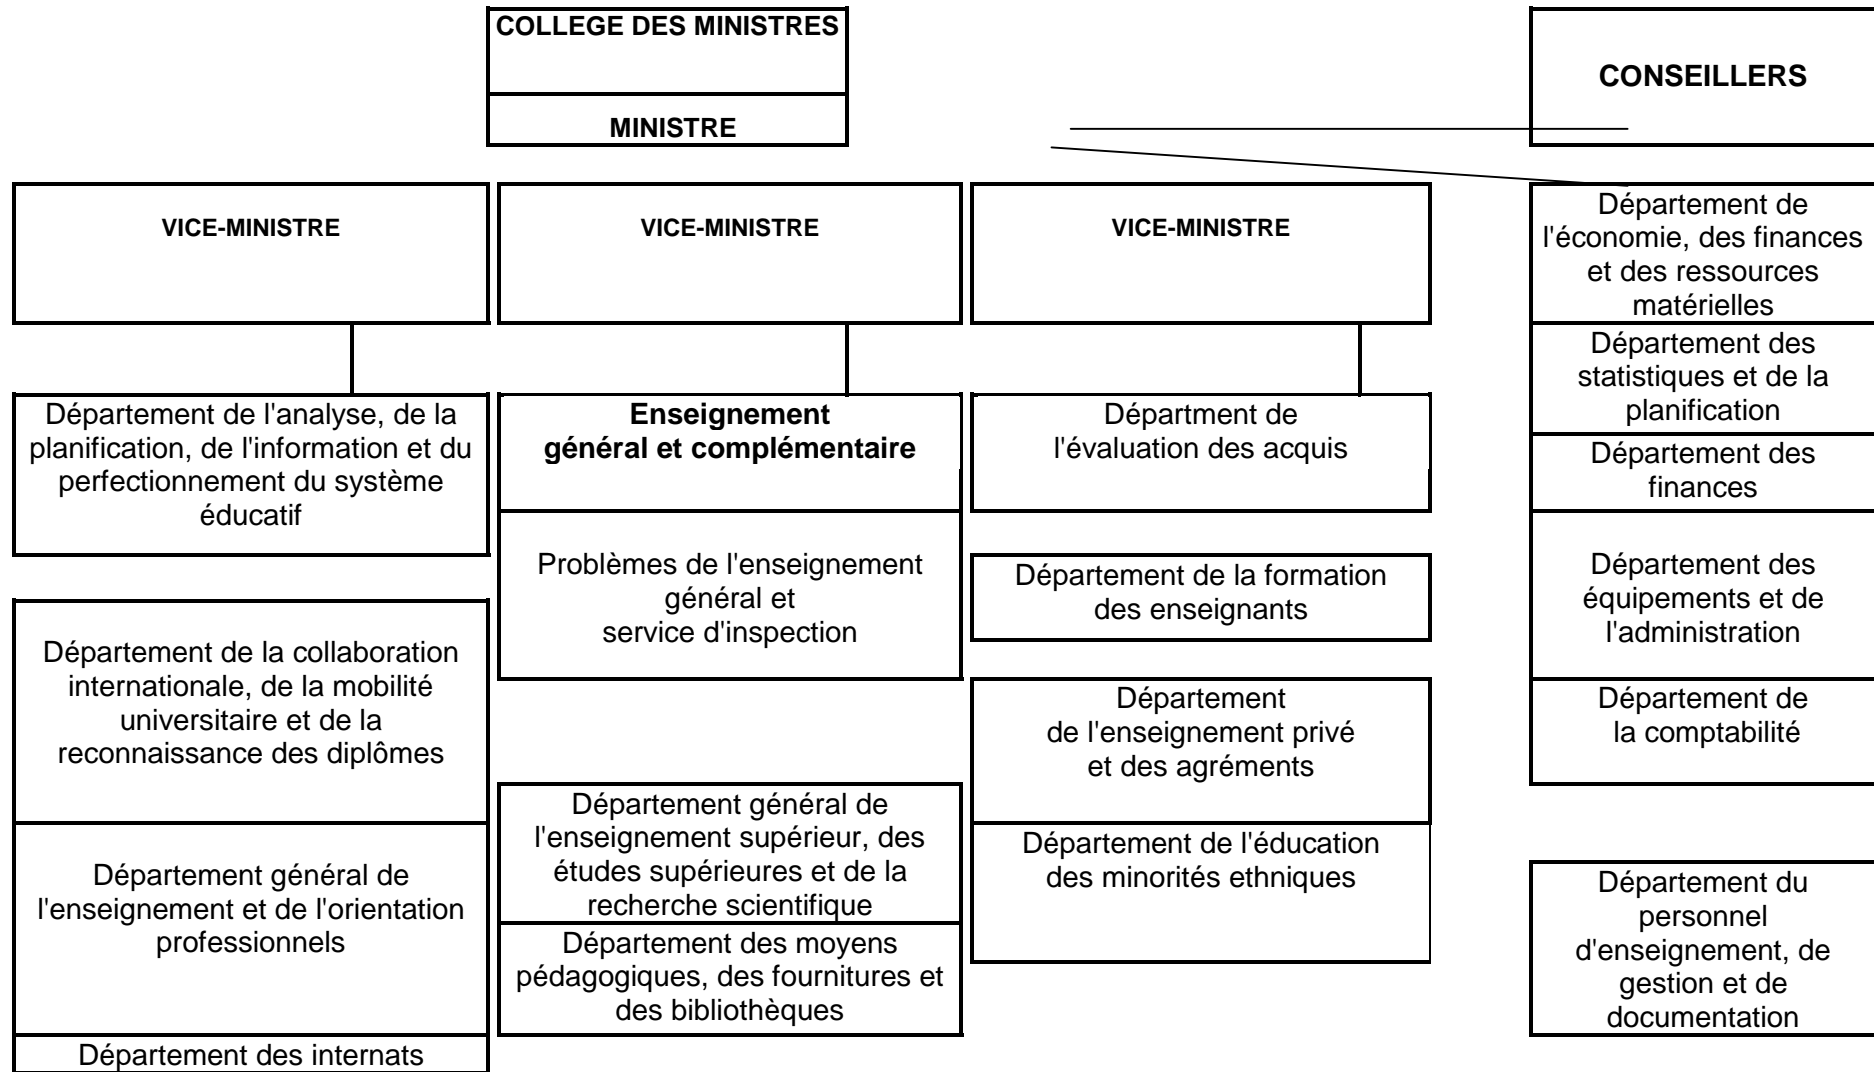 COLLEGE DES MINISTRES
MINISTRE
CONSEILLERS
VICE-MINISTRE
VICE-MINISTRE
VICE-MINISTRE
Département de l'analyse, de la
planification, de l'information et du
perfectionnement du système
éducatif
Département de la collaboration
internationale, de la mobilité
universitaire et de la
reconnaissance des diplômes
Département général de
l'enseignement et de l'orientation
professionnels
Département des internats
Enseignement
général et complémentaire
Problèmes de l'enseignement
général et
service d'inspection
Département général de
l'enseignement supérieur, des
études supérieures et de la
recherche scientifique
Département des moyens
pédagogiques, des fournitures et
des bibliothèques
Départment de
l'évaluation des acquis
Département de la formation
des enseignants
Département
de l'enseignement privé
et des agréments
Département de l'éducation
des minorités ethniques
Département de
l'économie, des finances
et des ressources
matérielles
Département des
statistiques et de la
planification
Département des
finances
Département des
équipements et de
l'administration
Département de
la comptabilité
Département du
personnel
d'enseignement, de
gestion et de
documentation